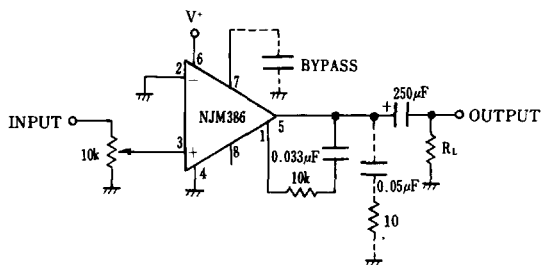 V⁺
6
2
−
7
BYPASS
NJM386
+
250μF
OUTPUT
INPUT
5
1
3
+
8
10k
4
0.033μF
10k
R_L
0.05μF
10